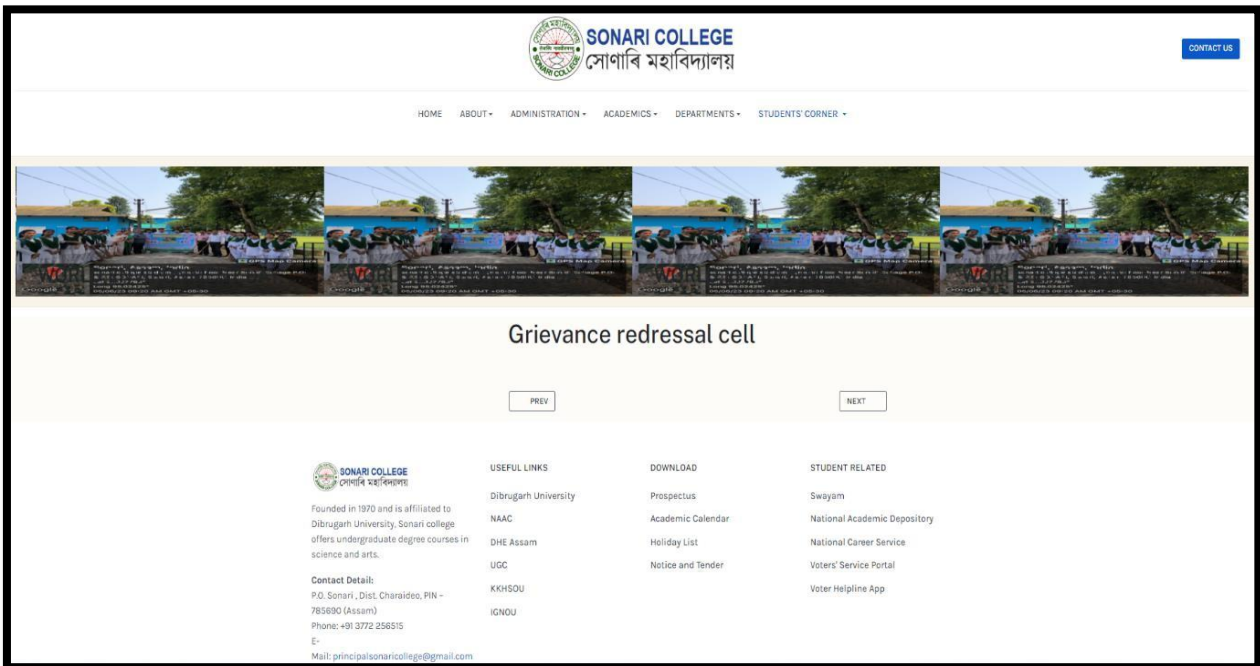 SONARI COLLEGE
সোণাৰি মহাবিদ্যালয়
CONTACT US
HOME ABOUT ADMINISTRATION ACADEMICS DEPARTMENTS STUDENTS' CORNER
Grievance redressal cell
PREV NEXT
SONARI COLLEGE
সোণাৰি মহাবিদ্যালয়
Founded in 1970 and is affiliated to
Dibrugarh University, Sonari college
offers undergraduate degree courses in
science and arts.
Contact Detail:
P.O. Sonari , Dist. Charaideo, PIN -
785690 (Assam)
Phone: +91 3772 256515
E-
Mail: principalsonaricollege@gmail.com
USEFUL LINKS
Dibrugarh University
NAAC
DHE Assam
UGC
KKHSOU
IGNOU
DOWNLOAD
Prospectus
Academic Calendar
Holiday List
Notice and Tender
STUDENT RELATED
Swayam
National Academic Depository
National Career Service
Voters' Service Portal
Voter Helpline App